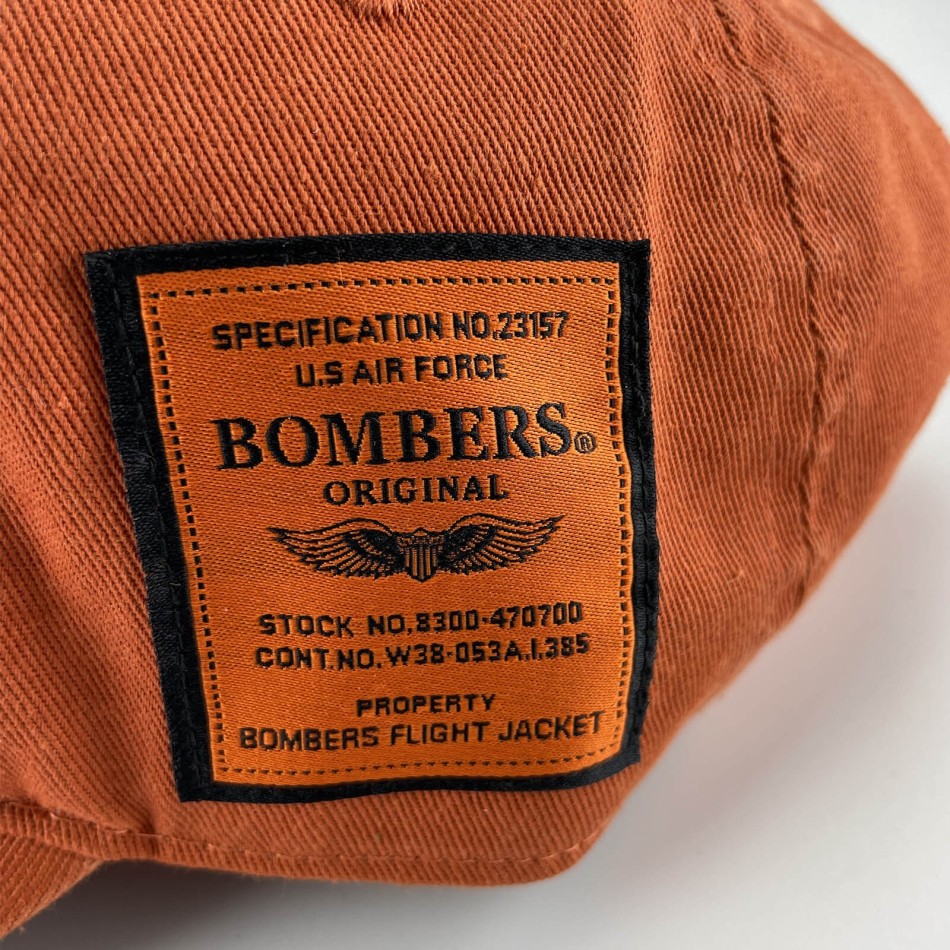 SPECIFICATION NO.23157
U.S AIR FORCE
BOMBERS®
ORIGINAL
STOCK NO.8300-470700
CONT.NO.W38-053A.I.385
PROPERTY
BOMBERS FLIGHT JACKET